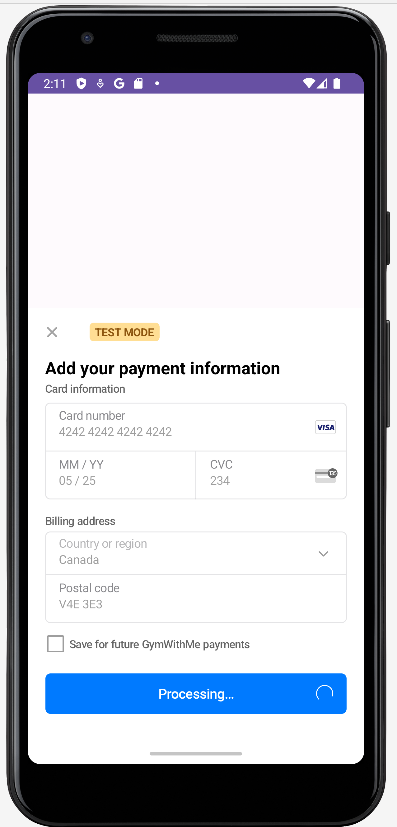 2:11
TEST MODE
Add your payment information
Card information
Card number
4242 4242 4242 4242
VISA
MM / YY
05 / 25
CVC
234
Billing address
Country or region
Canada
Postal code
V4E 3E3
Save for future GymWithMe payments
Processing...